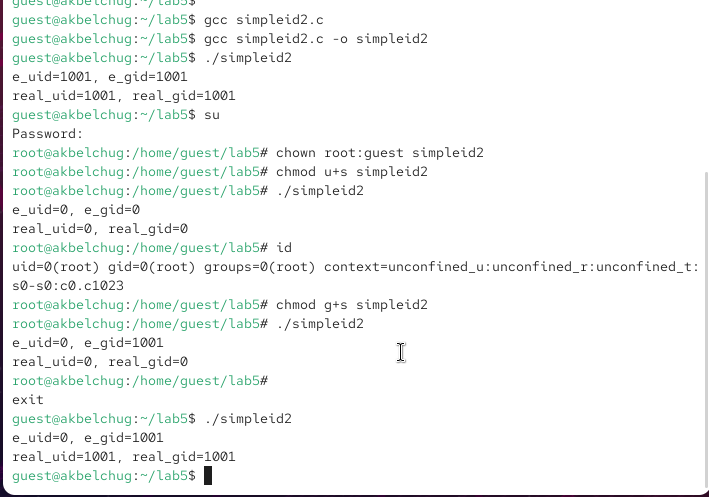 guest@akbelchug:~/lab5$
guest@akbelchug:~/lab5$ gcc simpleid2.c
guest@akbelchug:~/lab5$ gcc simpleid2.c -o simpleid2
guest@akbelchug:~/lab5$ ./simpleid2
e_uid=1001, e_gid=1001
real_uid=1001, real_gid=1001
guest@akbelchug:~/lab5$ su
Password:
root@akbelchug:/home/guest/lab5# chown root:guest simpleid2
root@akbelchug:/home/guest/lab5# chmod u+s simpleid2
root@akbelchug:/home/guest/lab5# ./simpleid2
e_uid=0, e_gid=0
real_uid=0, real_gid=0
root@akbelchug:/home/guest/lab5# id
uid=0(root) gid=0(root) groups=0(root) context=unconfined_u:unconfined_r:unconfined_t:
s0-s0:c0.c1023
root@akbelchug:/home/guest/lab5# chmod g+s simpleid2
root@akbelchug:/home/guest/lab5# ./simpleid2
e_uid=0, e_gid=1001
real_uid=0, real_gid=0
root@akbelchug:/home/guest/lab5#
exit
guest@akbelchug:~/lab5$ ./simpleid2
e_uid=0, e_gid=1001
real_uid=1001, real_gid=1001
guest@akbelchug:~/lab5$